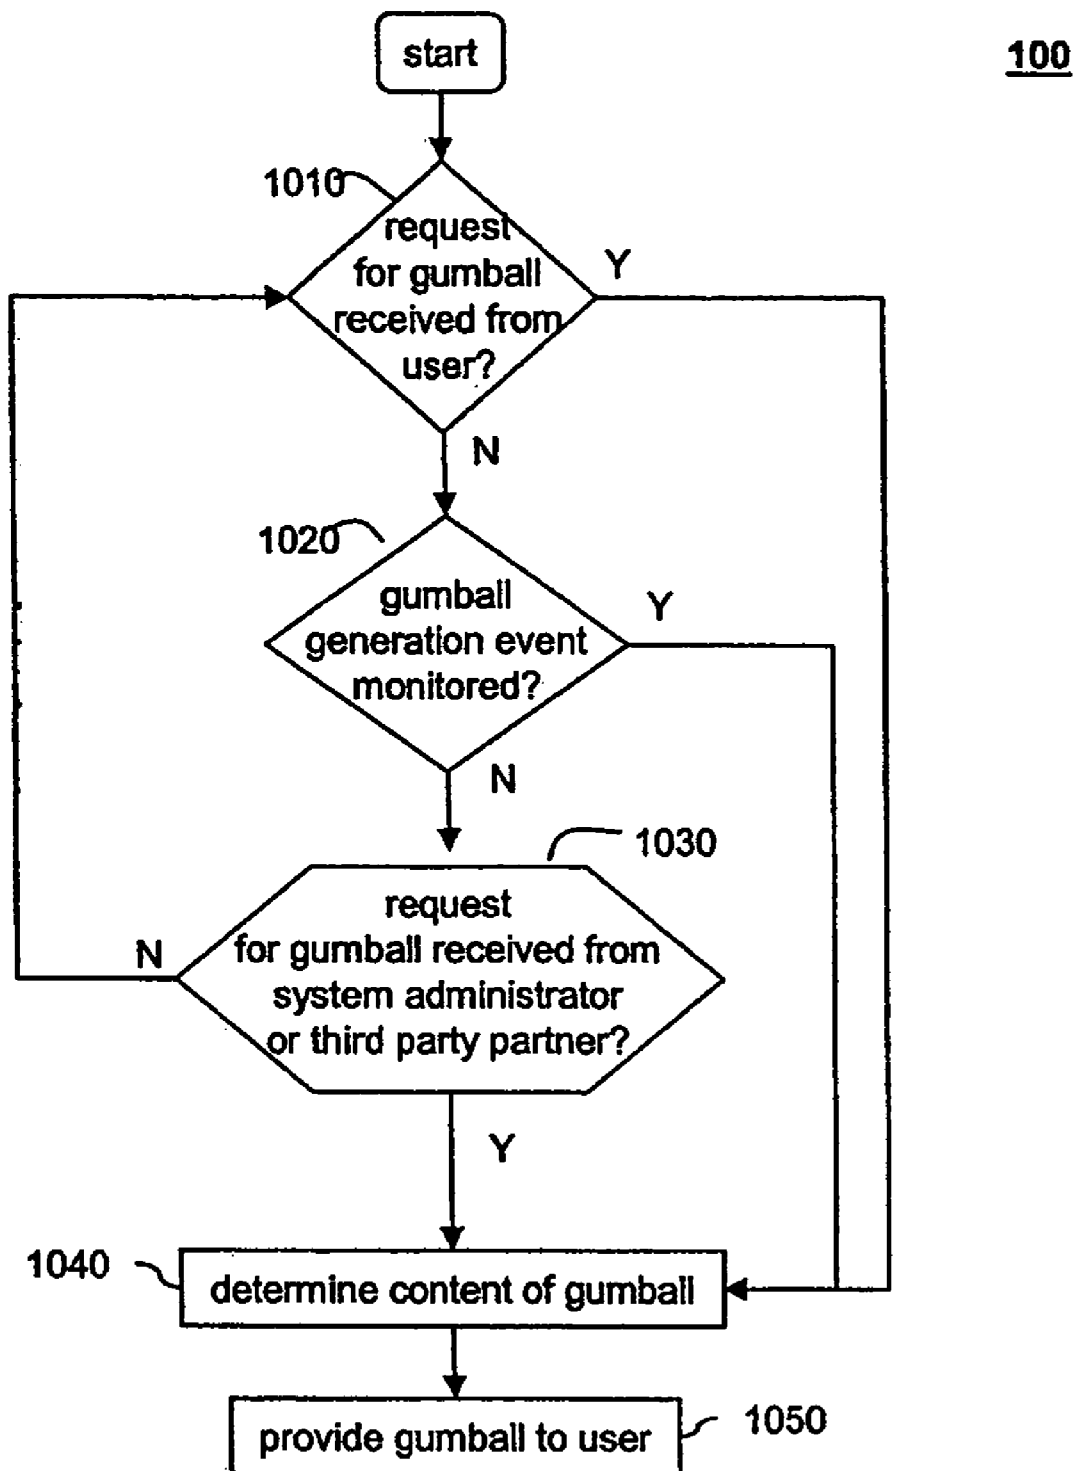 start
100
1010
request
for gumball
received from
user?
Y
N
1020
gumball
generation event
monitored?
Y
N
1030
request
for gumball received from
system administrator
or third party partner?
N
Y
1040
determine content of gumball
provide gumball to user
1050